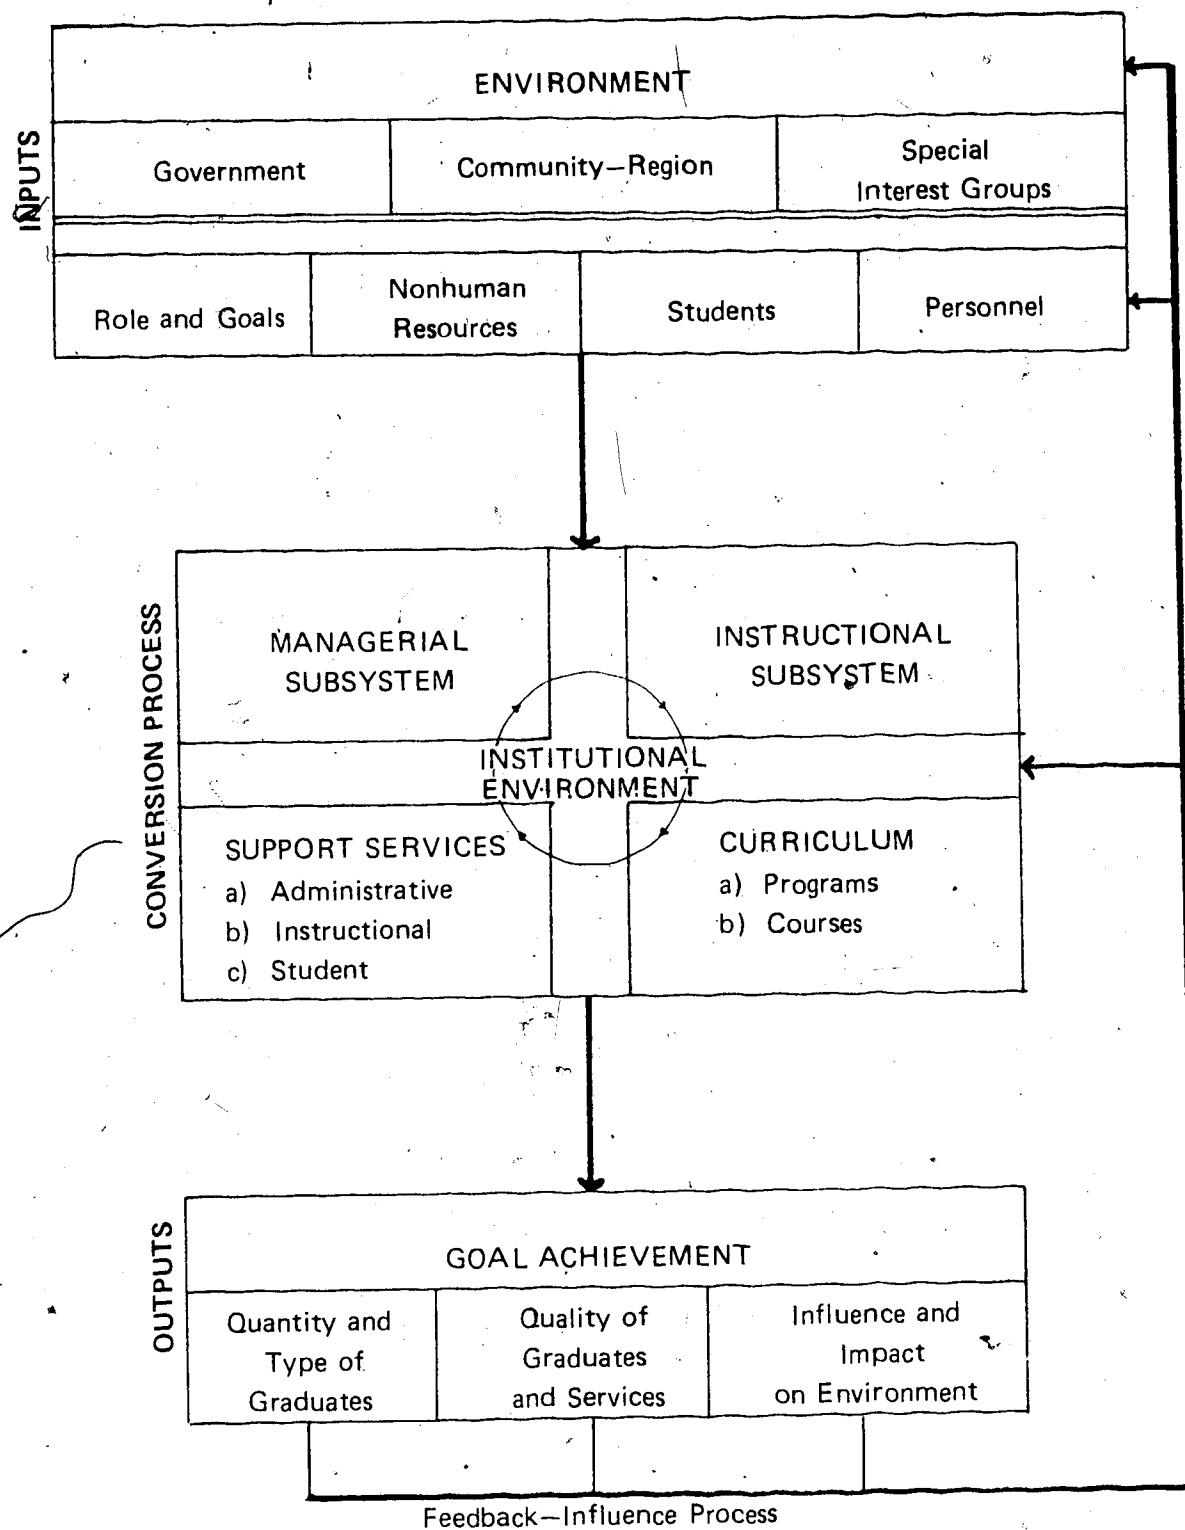 INPUTS
ENVIRONMENT
Government
Community—Region
Special
Interest Groups
Role and Goals
Nonhuman
Resources
Students
Personnel
CONVERSION PROCESS
MANAGERIAL
SUBSYSTEM
INSTRUCTIONAL
SUBSYSTEM
INSTITUTIONAL
ENVIRONMENT
SUPPORT SERVICES
a) Administrative
b) Instructional
c) Student
CURRICULUM
a) Programs
b) Courses
OUTPUTS
GOAL ACHIEVEMENT
Quantity and
Type of
Graduates
Quality of
Graduates
and Services
Influence and
Impact
on Environment
Feedback—Influence Process